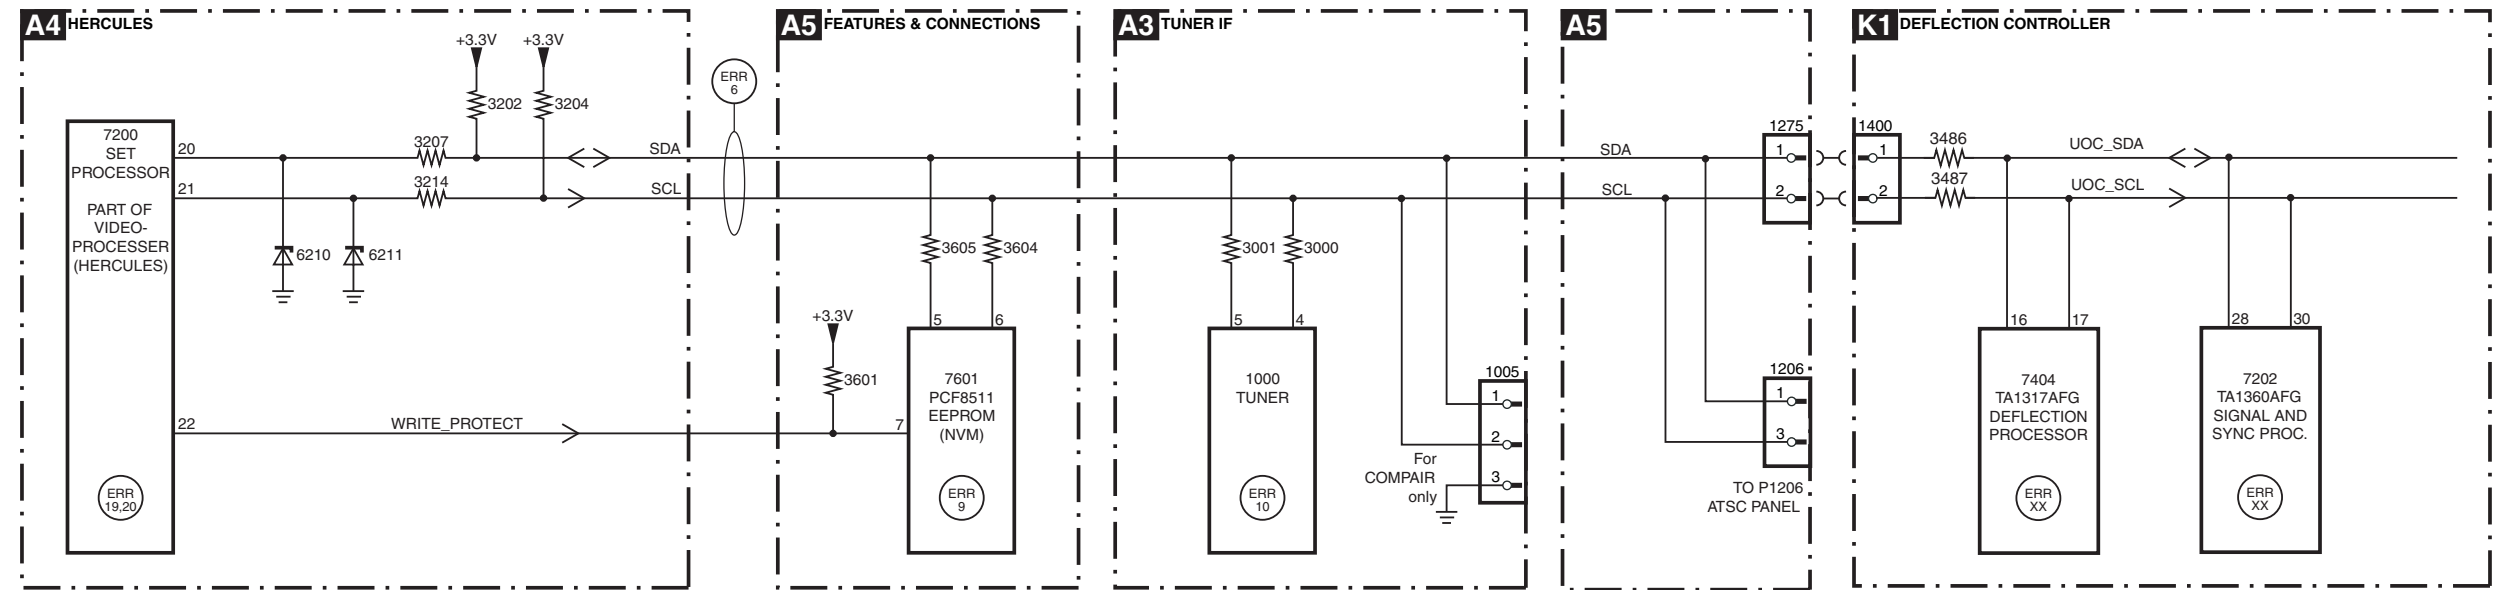 A4 HERCULES
+3.3V
+3.3V
3202
3204
7200
SET
PROCESSOR
PART OF
VIDEO-
PROCESSER
(HERCULES)
20
21
22
3207
3214
6210
6211
SDA
SCL
WRITE_PROTECT
ERR
19,20
ERR
6
A5 FEATURES & CONNECTIONS
3605
3604
+3.3V
3601
5
6
7
7601
PCF8511
EEPROM
(NVM)
ERR
9
A3 TUNER IF
3001
3000
5
4
1000
TUNER
ERR
10
1005
1
2
3
For
COMPAIR
only
A5
SDA
SCL
1275
1
2
1206
1
3
TO P1206
ATSC PANEL
K1 DEFLECTION CONTROLLER
1400
1
2
3486
3487
UOC_SDA
UOC_SCL
16
17
7404
TA1317AFG
DEFLECTION
PROCESSOR
ERR
XX
28
30
7202
TA1360AFG
SIGNAL AND
SYNC PROC.
ERR
XX